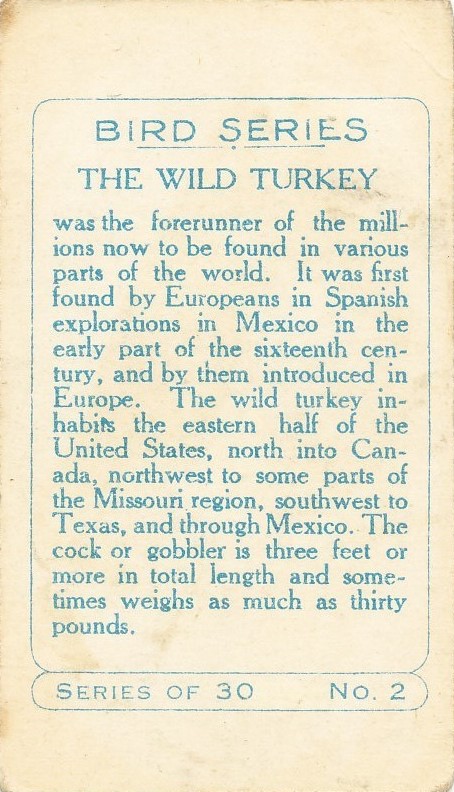 BIRD SERIES
THE WILD TURKEY
was the forerunner of the mill-
ions now to be found in various
parts of the world. It was first
found by Europeans in Spanish
explorations in Mexico in the
early part of the sixteenth cen-
tury, and by them introduced in
Europe. The wild turkey in-
habits the eastern half of the
United States, north into Can-
ada, northwest to some parts of
the Missouri region, southwest to
Texas, and through Mexico. The
cock or gobbler is three feet or
more in total length and some-
times weighs as much as thirty
pounds.
SERIES OF 30 No. 2